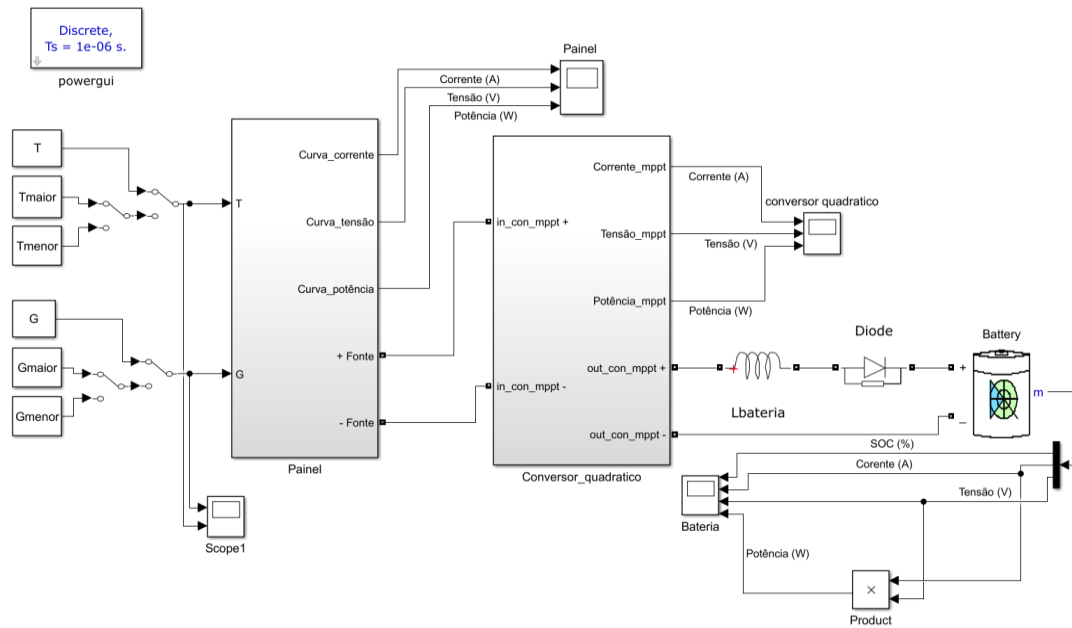 Discrete,
Ts = 1e-06 s.
powergui
Painel
Corrente (A)
Tensão (V)
Potência (W)
T
Tmaior
Tmenor
G
Gmaior
Gmenor
T
G
Curva_corrente
Curva_tensão
Curva_potência
+ Fonte
- Fonte
Painel
Scope1
in_con_mppt +
in_con_mppt -
Corrente_mppt
Tensão_mppt
Potência_mppt
out_con_mppt +
out_con_mppt -
Conversor_quadratico
Corrente (A)
conversor quadratico
Tensão (V)
Potência (W)
Lbateria
Diode
Battery
+
–
m
SOC (%)
Corente (A)
Tensão (V)
Bateria
Potência (W)
×
Product